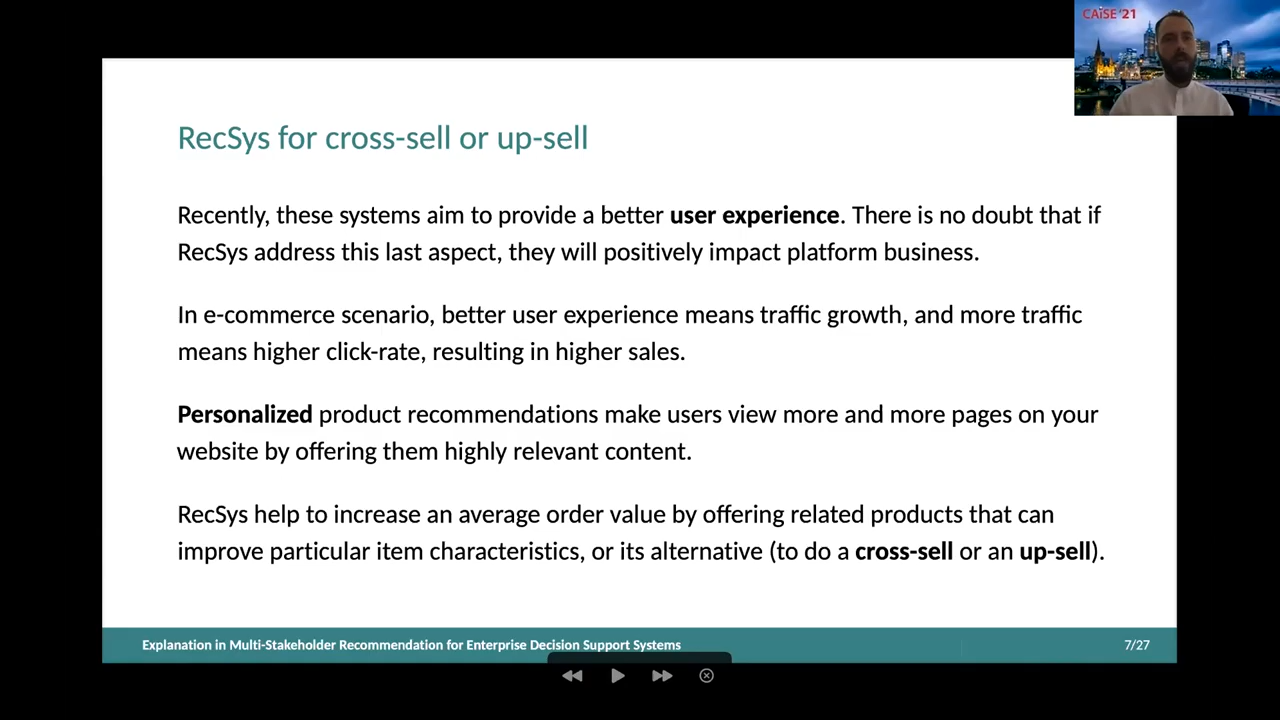 CAiSE '21
RecSys for cross-sell or up-sell
Recently, these systems aim to provide a better user experience. There is no doubt that if
RecSys address this last aspect, they will positively impact platform business.
In e-commerce scenario, better user experience means traffic growth, and more traffic
means higher click-rate, resulting in higher sales.
Personalized product recommendations make users view more and more pages on your
website by offering them highly relevant content.
RecSys help to increase an average order value by offering related products that can
improve particular item characteristics, or its alternative (to do a cross-sell or an up-sell).
Explanation in Multi-Stakeholder Recommendation for Enterprise Decision Support Systems
7/27